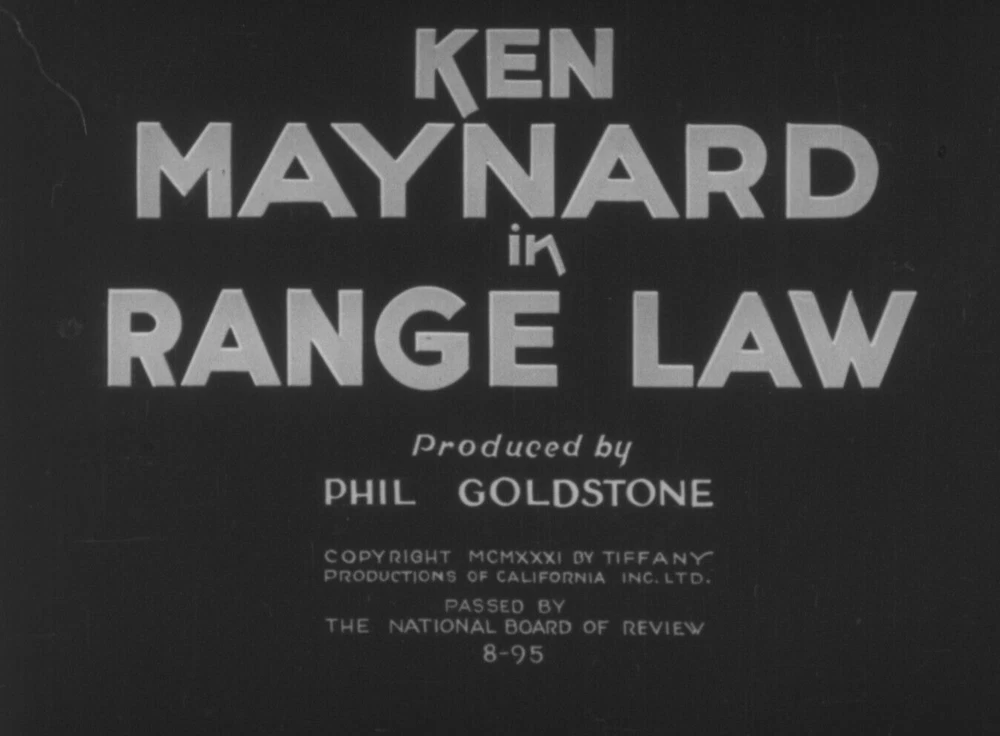 KEN
MAYNARD
in
RANGE LAW
Produced by
PHIL GOLDSTONE
COPYRIGHT MCMXXXI BY TIFFANY
PRODUCTIONS OF CALIFORNIA INC. LTD.
PASSED BY
THE NATIONAL BOARD OF REVIEW
8-95